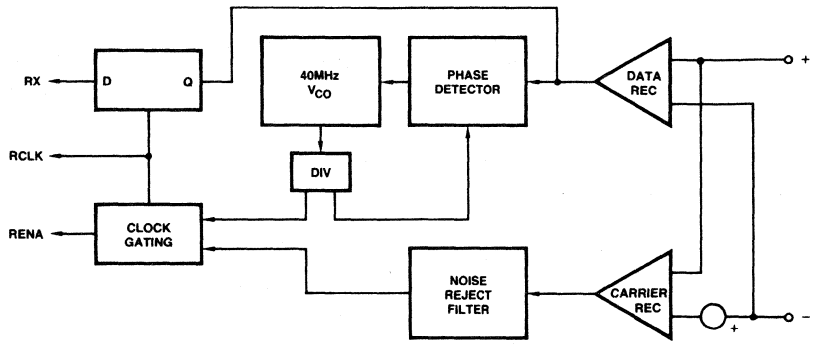 RX
D
Q
40MHz
VCO
PHASE
DETECTOR
DATA
REC
+
RCLK
DIV
RENA
CLOCK
GATING
NOISE
REJECT
FILTER
CARRIER
REC
+
−